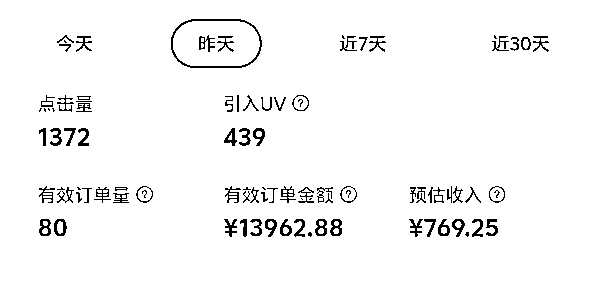 今天 昨天 近7天 近30天
点击量 引入UV ?
1372 439
有效订单量 ? 有效订单金额 ? 预估收入 ?
80 ¥13962.88 ¥769.25